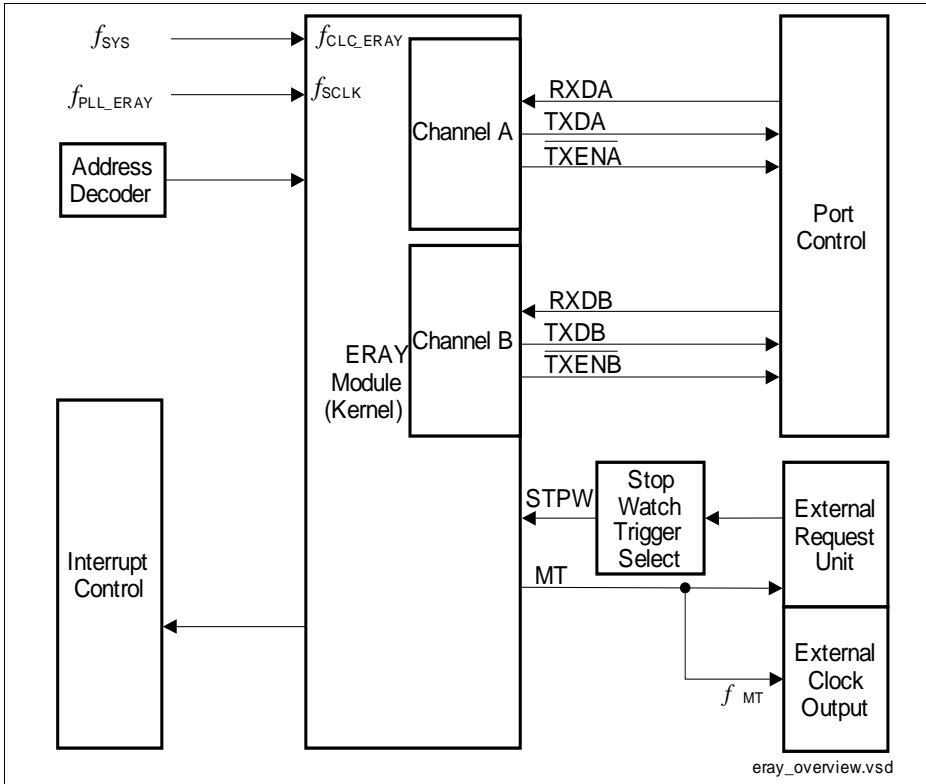 fSYS
fCLC_ERAY
fPLL_ERAY
fSCLK
Address
Decoder
Channel A
RXDA
TXDA
TXENA
Port
Control
Channel B
RXDB
TXDB
TXENB
ERAY
Module
(Kernel)
Interrupt
Control
STPW
Stop
Watch
Trigger
Select
External
Request
Unit
MT
fMT
External
Clock
Output
eray_overview.vsd